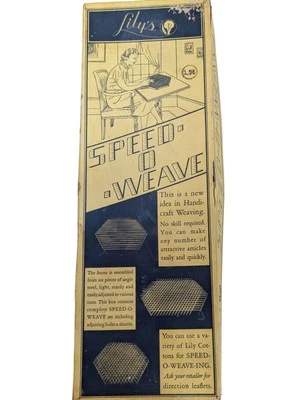 Lily's
SPEED-
O
-WEAVE
This is a new
idea in Handi-
craft Weaving.
No skill required.
You can make
any number of
attractive articles
easily and quickly.
The frame is assembled
from six pieces of angle
steel, light, sturdy and
easily adjusted to various
sizes. This box contains
complete SPEED-O-
WEAVE set including
adjusting bolts & shuttle.
You can use a va-
riety of Lily Cot-
tons for SPEED-
O-WEAVE-ING.
Ask your retailer for
direction leaflets.